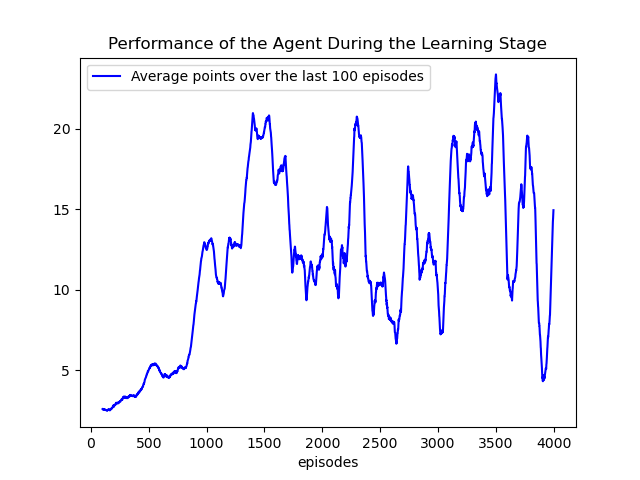 Performance of the Agent During the Learning Stage
Average points over the last 100 episodes
20
15
10
5
0 500 1000 1500 2000 2500 3000 3500 4000
episodes